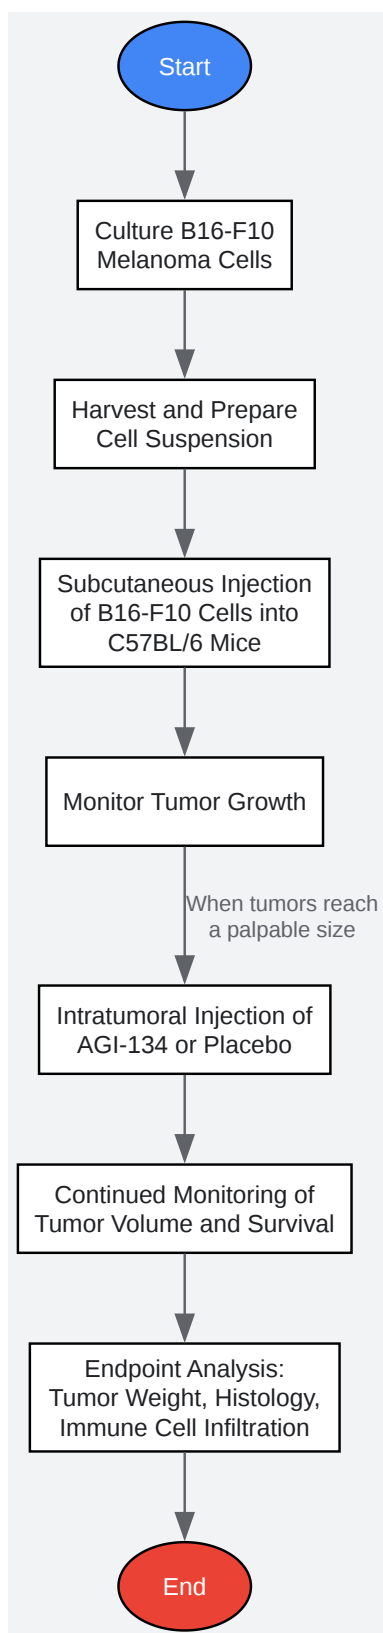 Start
Culture B16-F10
Melanoma Cells
Harvest and Prepare
Cell Suspension
Subcutaneous Injection
of B16-F10 Cells into
C57BL/6 Mice
Monitor Tumor Growth
When tumors reach
a palpable size
Intratumoral Injection of
AGI-134 or Placebo
Continued Monitoring of
Tumor Volume and Survival
Endpoint Analysis:
Tumor Weight, Histology,
Immune Cell Infiltration
End